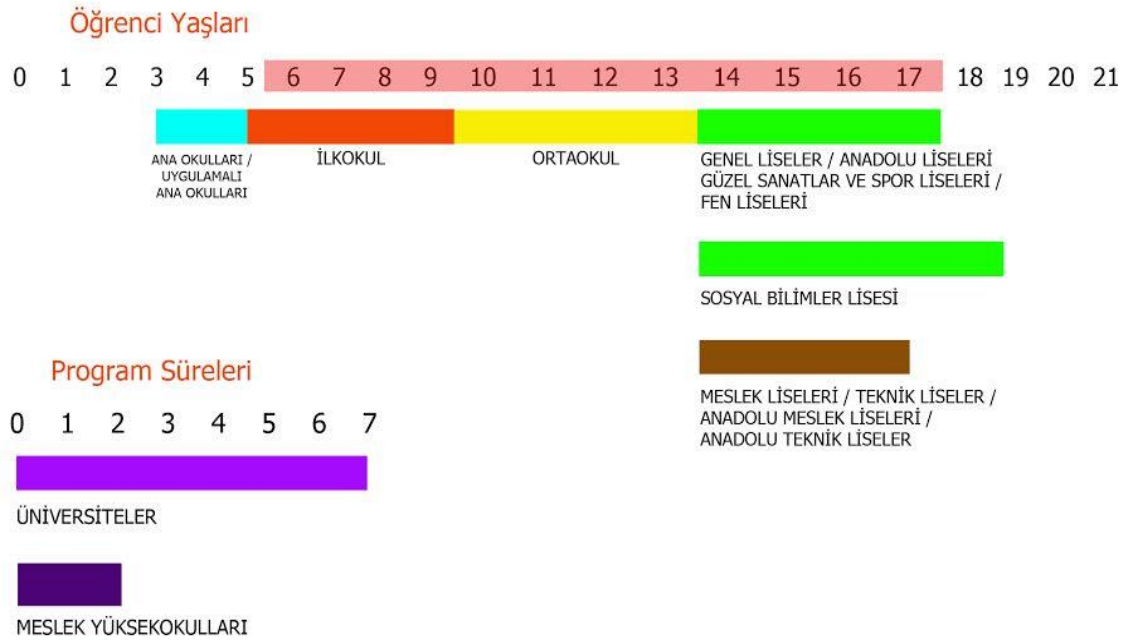 Öğrenci Yaşları
0 1 2 3 4 5 6 7 8 9 10 11 12 13 14 15 16 17 18 19 20 21
ANA OKULLARI /
UYGULAMALI
ANA OKULLARI
İLKOKUL
ORTAOKUL
GENEL LİSELER / ANADOLU LİSELERİ
GÜZEL SANATLAR VE SPOR LİSELERİ /
FEN LİSELERİ
SOSYAL BİLİMLER LİSESİ
MESLEK LİSELERİ / TEKNİK LİSELER /
ANADOLU MESLEK LİSELERİ /
ANADOLU TEKNİK LİSELER
Program Süreleri
0 1 2 3 4 5 6 7
ÜNİVERSİTELER
MESLEK YÜKSEKOKULLARI